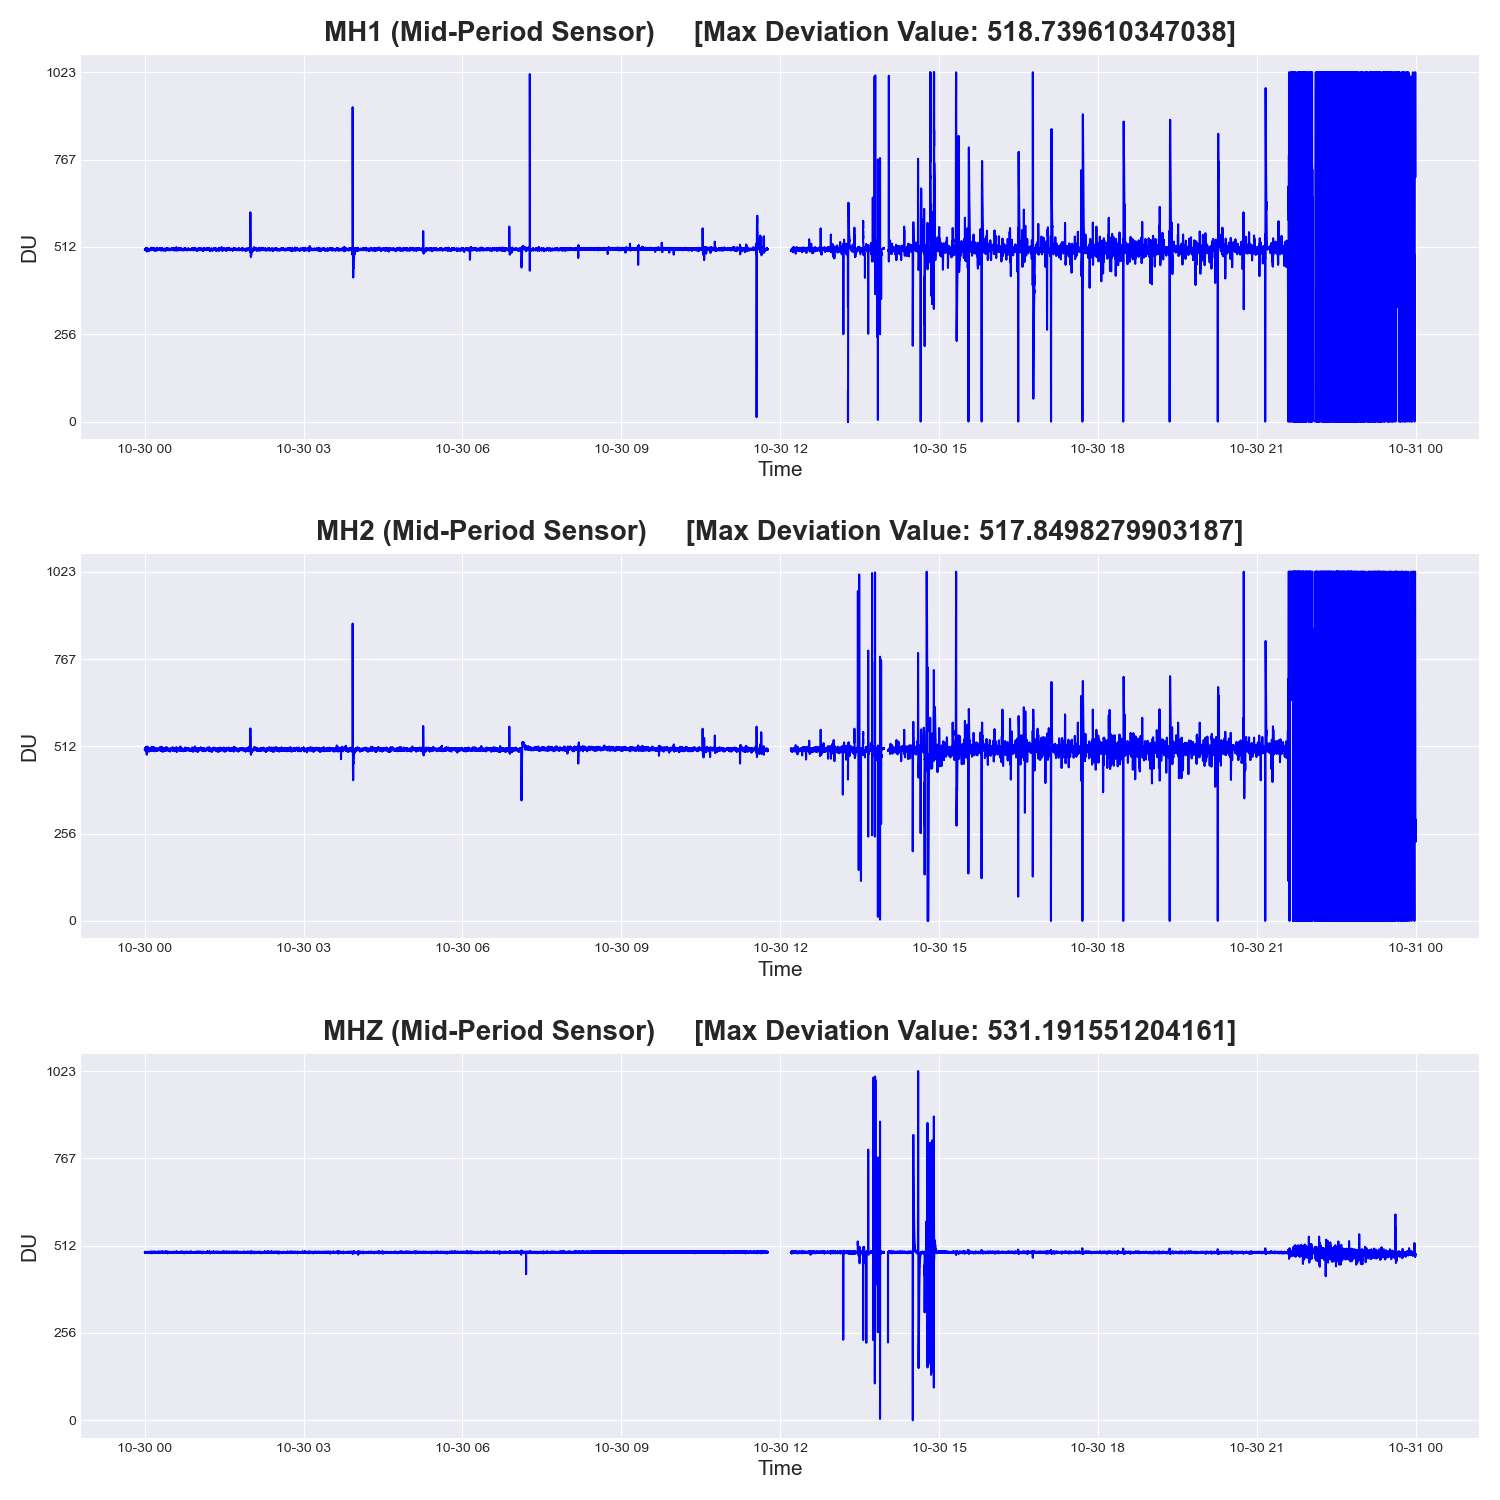 MH1 (Mid-Period Sensor) [Max Deviation Value: 518.739610347038]
1023
767
512
256
0
DU
10-30 00 10-30 03 10-30 06 10-30 09 10-30 12 10-30 15 10-30 18 10-30 21 10-31 00
Time
MH2 (Mid-Period Sensor) [Max Deviation Value: 517.8498279903187]
1023
767
512
256
0
DU
10-30 00 10-30 03 10-30 06 10-30 09 10-30 12 10-30 15 10-30 18 10-30 21 10-31 00
Time
MHZ (Mid-Period Sensor) [Max Deviation Value: 531.191551204161]
1023
767
512
256
0
DU
10-30 00 10-30 03 10-30 06 10-30 09 10-30 12 10-30 15 10-30 18 10-30 21 10-31 00
Time